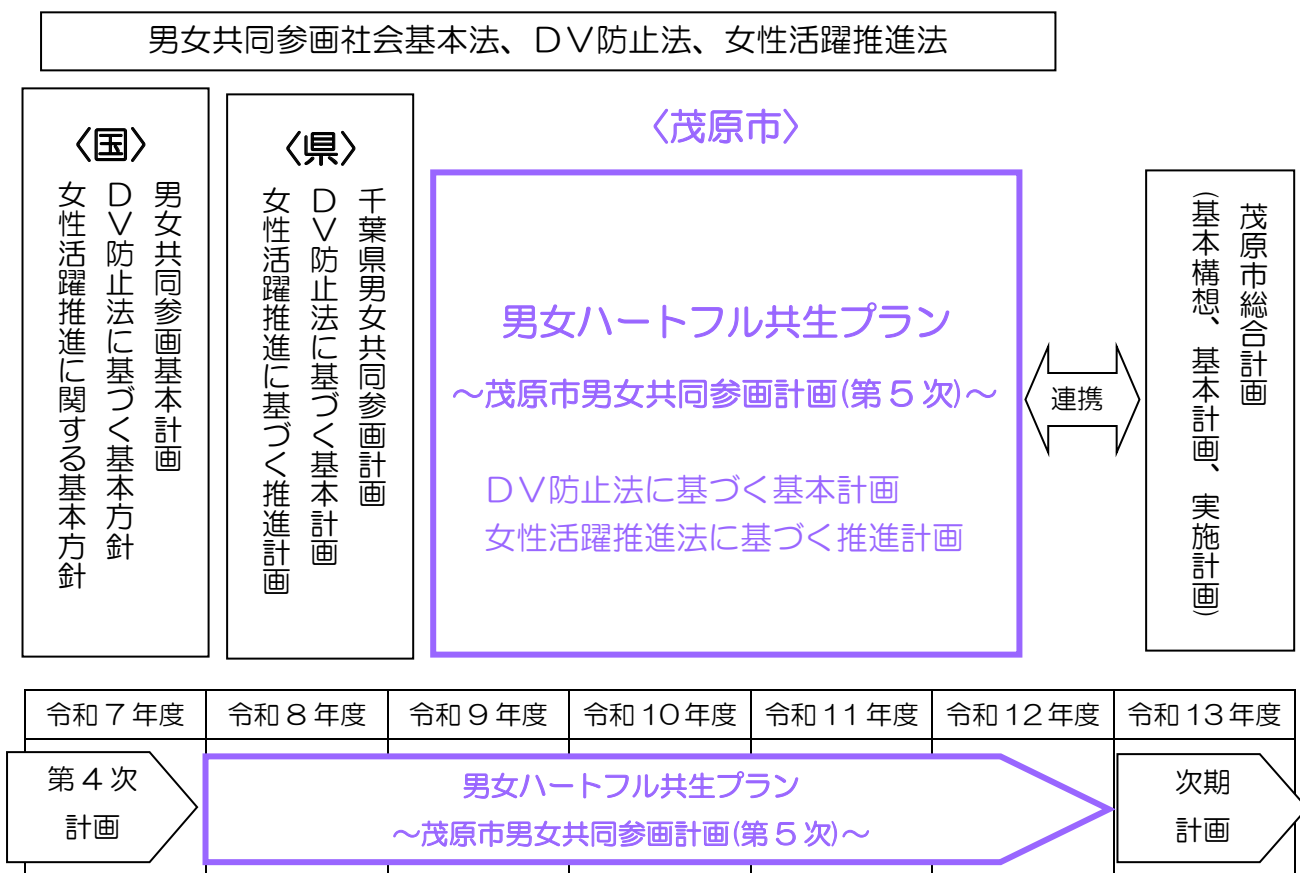 男女共同参画社会基本法、DV防止法、女性活躍推進法
〈国〉
男女共同参画基本計画
DV防止法に基づく基本方針
女性活躍推進に関する基本方針
〈県〉
千葉県男女共同参画計画
DV防止法に基づく基本計画
女性活躍推進に基づく推進計画
〈茂原市〉
男女ハートフル共生プラン
～茂原市男女共同参画計画(第5次)～
DV防止法に基づく基本計画
女性活躍推進法に基づく推進計画
連携
茂原市総合計画
(基本構想、基本計画、実施計画)
令和7年度 令和8年度 令和9年度 令和10年度 令和11年度 令和12年度 令和13年度
第4次
計画
男女ハートフル共生プラン
～茂原市男女共同参画計画(第5次)～
次期
計画